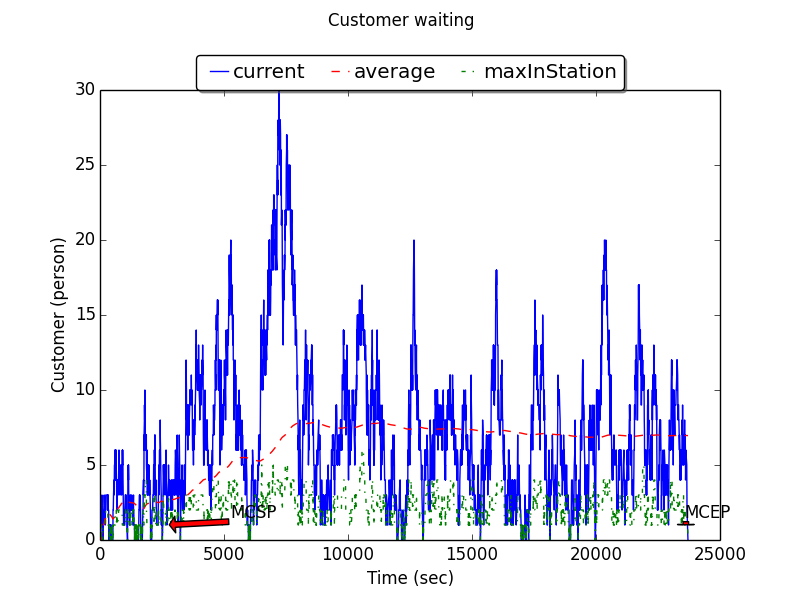 Customer waiting
current average maxInStation
30
25
20
15
10
5
0
Customer (person)
MCSP
MCEP
0 5000 10000 15000 20000 25000
Time (sec)